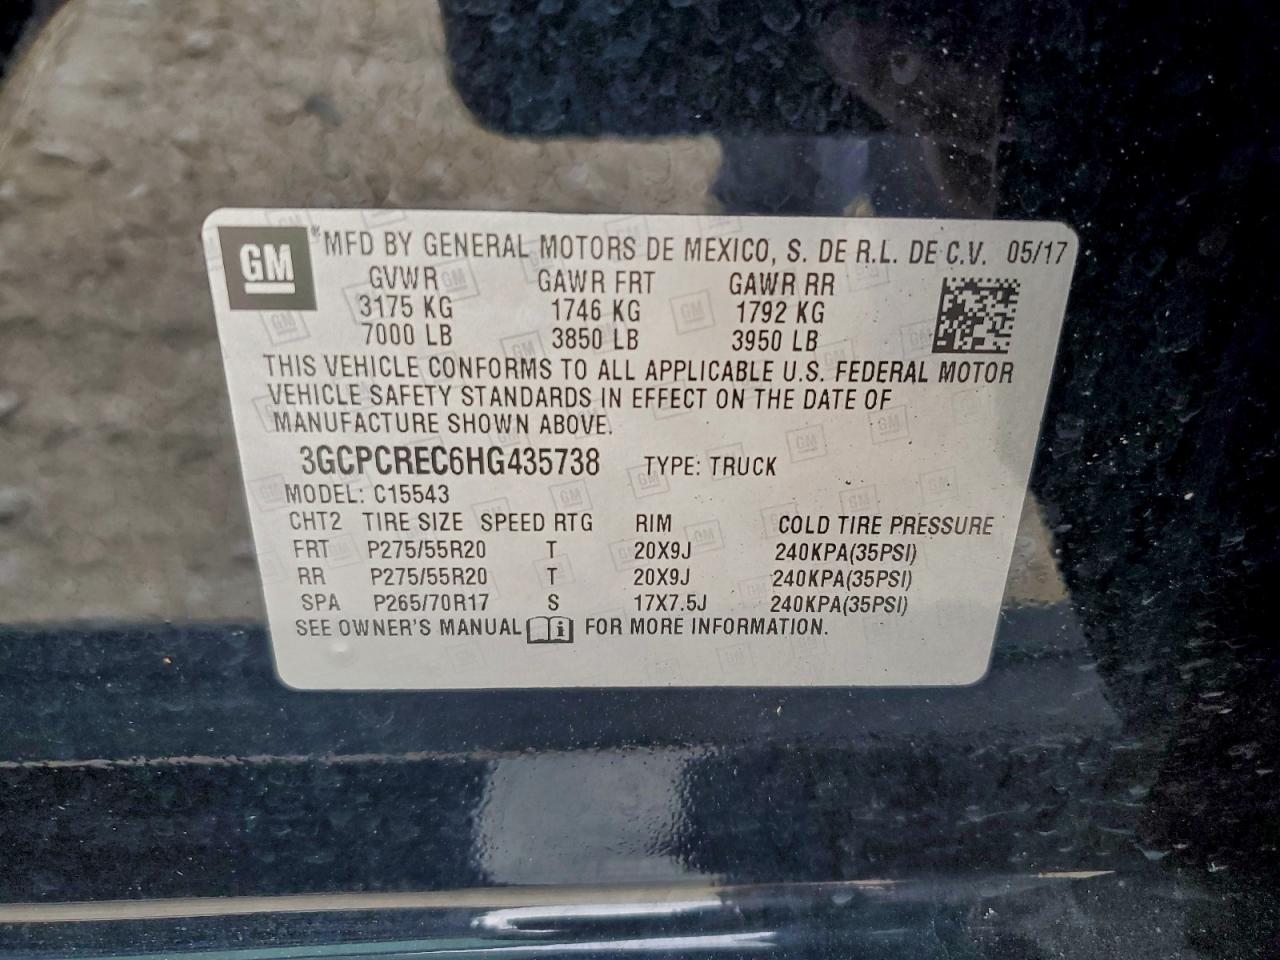 GM ® MFD BY GENERAL MOTORS DE MEXICO, S. DE R.L. DE C.V. 05/17
GVWR GAWR FRT GAWR RR
3175 KG 1746 KG 1792 KG
7000 LB 3850 LB 3950 LB
THIS VEHICLE CONFORMS TO ALL APPLICABLE U.S. FEDERAL MOTOR
VEHICLE SAFETY STANDARDS IN EFFECT ON THE DATE OF
MANUFACTURE SHOWN ABOVE.
3GCPCREC6HG435738 TYPE: TRUCK
MODEL: C15543
CHT2 TIRE SIZE SPEED RTG RIM COLD TIRE PRESSURE
FRT P275/55R20 T 20X9J 240KPA(35PSI)
RR P275/55R20 T 20X9J 240KPA(35PSI)
SPA P265/70R17 S 17X7.5J 240KPA(35PSI)
SEE OWNER'S MANUAL FOR MORE INFORMATION.